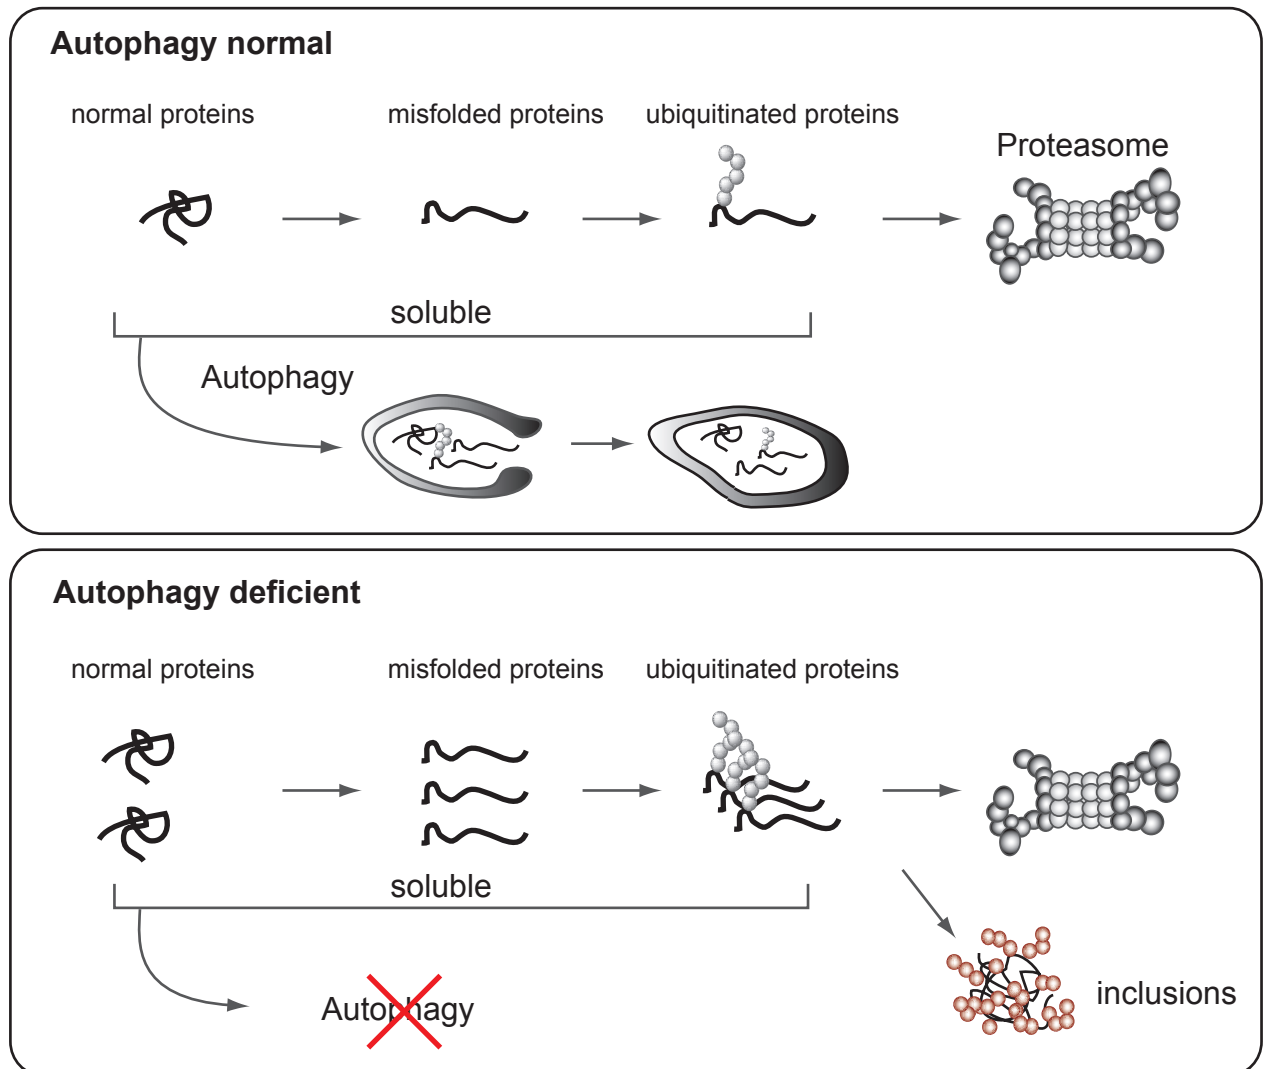 Autophagy normal
normal proteins
misfolded proteins
ubiquitinated proteins
Proteasome
soluble
Autophagy
Autophagy deficient
normal proteins
misfolded proteins
ubiquitinated proteins
soluble
Autophagy
inclusions